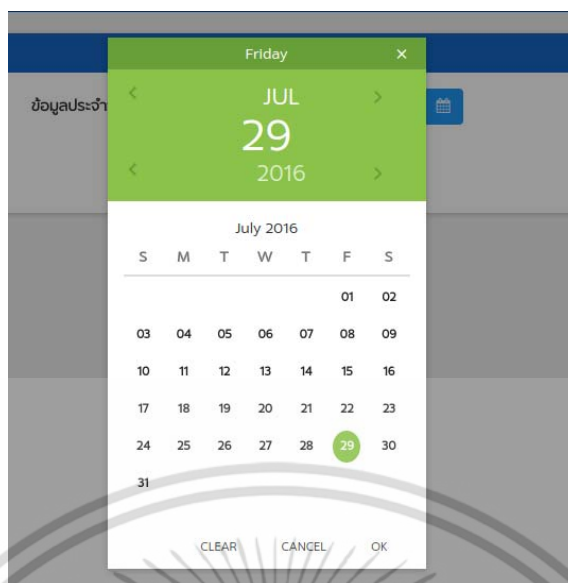 Friday ×
ข้อมูลประจำ
< JUL >
29
< 2016 >
July 2016
S M T W T F S
01 02
03 04 05 06 07 08 09
10 11 12 13 14 15 16
17 18 19 20 21 22 23
24 25 26 27 28 29 30
31
CLEAR CANCEL OK